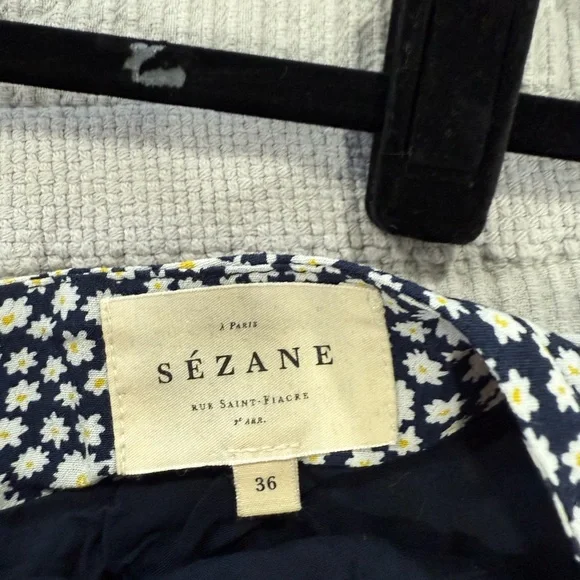 À PARIS
SÉZANE
RUE SAINT-FIACRE
2e ARR.
36